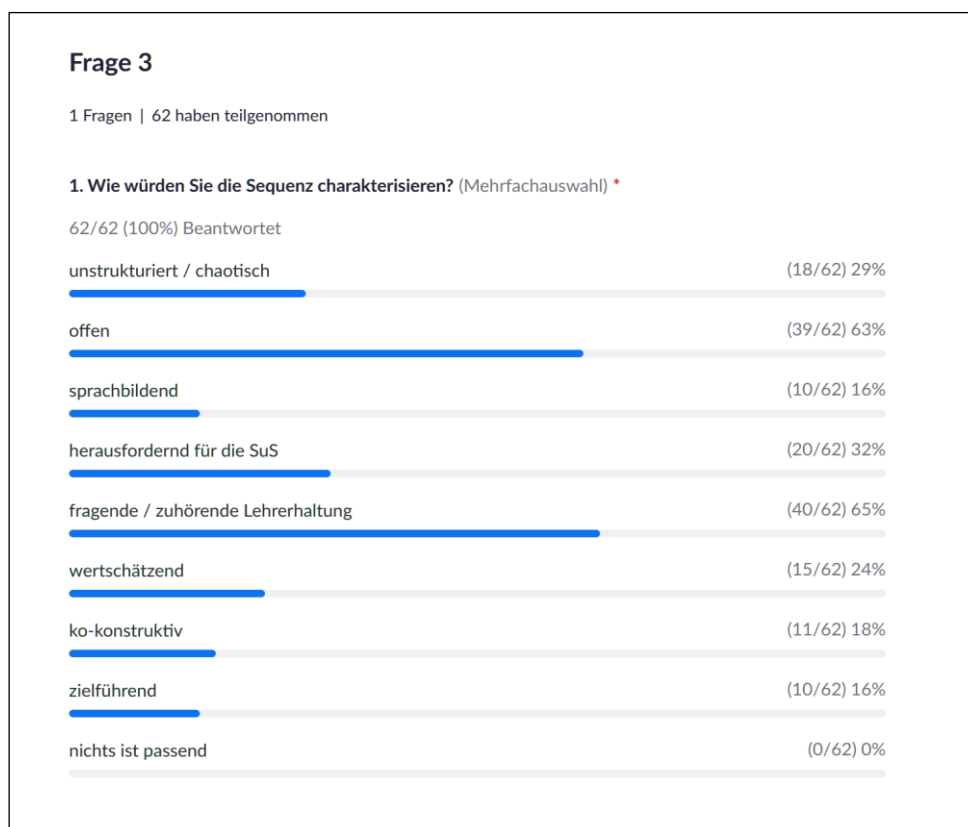 Frage 3
1 Fragen | 62 haben teilgenommen
1. Wie würden Sie die Sequenz charakterisieren? (Mehrfachauswahl) *
62/62 (100%) Beantwortet
unstrukturiert / chaotisch (18/62) 29%
offen (39/62) 63%
sprachbildend (10/62) 16%
herausfordernd für die SuS (20/62) 32%
fragende / zuhörende Lehrerhaltung (40/62) 65%
wertschätzend (15/62) 24%
ko-konstruktiv (11/62) 18%
zielführend (10/62) 16%
nichts ist passend (0/62) 0%